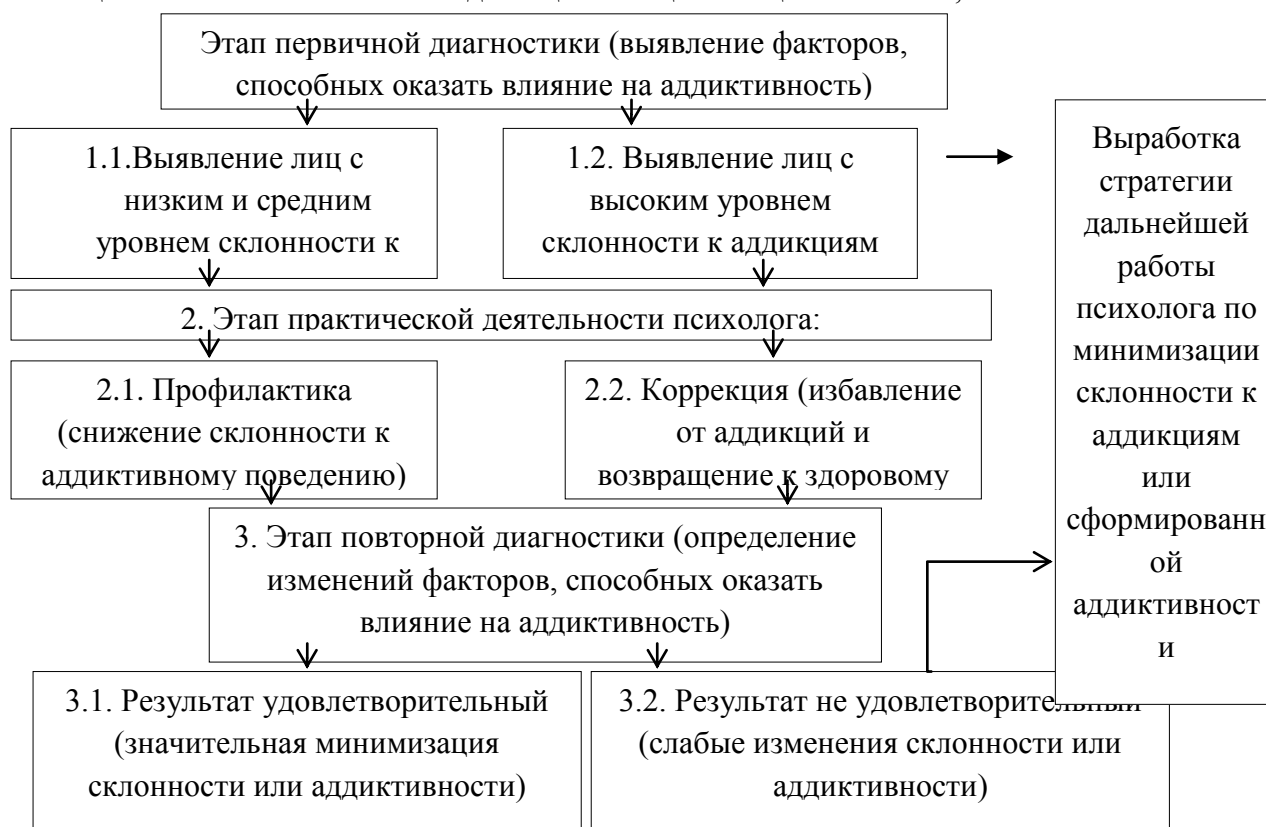 Этап первичной диагностики (выявление факторов,
способных оказать влияние на аддиктивность)
1.1.Выявление лиц с
низким и средним
уровнем склонности к
1.2. Выявление лиц с
высоким уровнем
склонности к аддикциям
Выработка
стратегии
дальнейшей
работы
психолога по
минимизации
склонности к
аддикциям
или
сформированн
ой
аддиктивност
и
2. Этап практической деятельности психолога:
2.1. Профилактика
(снижение склонности к
аддиктивному поведению)
2.2. Коррекция (избавление
от аддикций и
возвращение к здоровому
3. Этап повторной диагностики (определение
изменений факторов, способных оказать
влияние на аддиктивность)
3.1. Результат удовлетворительный
(значительная минимизация
склонности или аддиктивности)
3.2. Результат не удовлетворительный
(слабые изменения склонности или
аддиктивности)